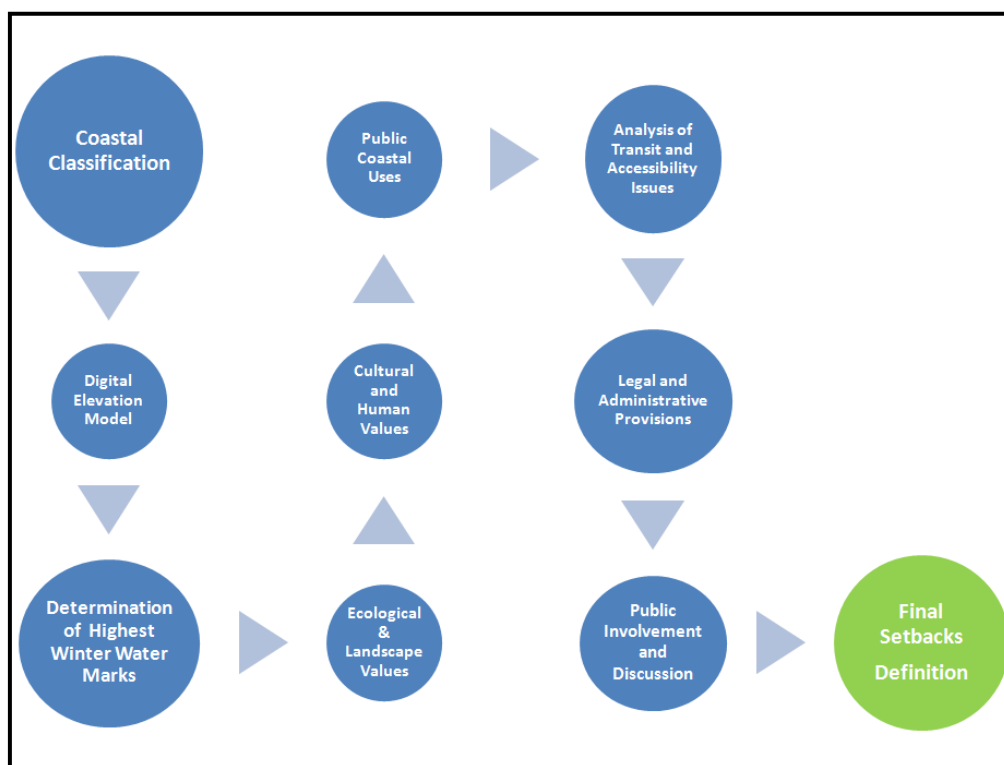 Coastal
Classification
Digital
Elevation
Model
Determination
of Highest
Winter Water
Marks
Ecological
&
Landscape
Values
Cultural
and
Human
Values
Public
Coastal
Uses
Analysis of
Transit and
Accessibility
Issues
Legal and
Administrative
Provisions
Public
Involvement
and
Discussion
Final
Setbacks
Definition